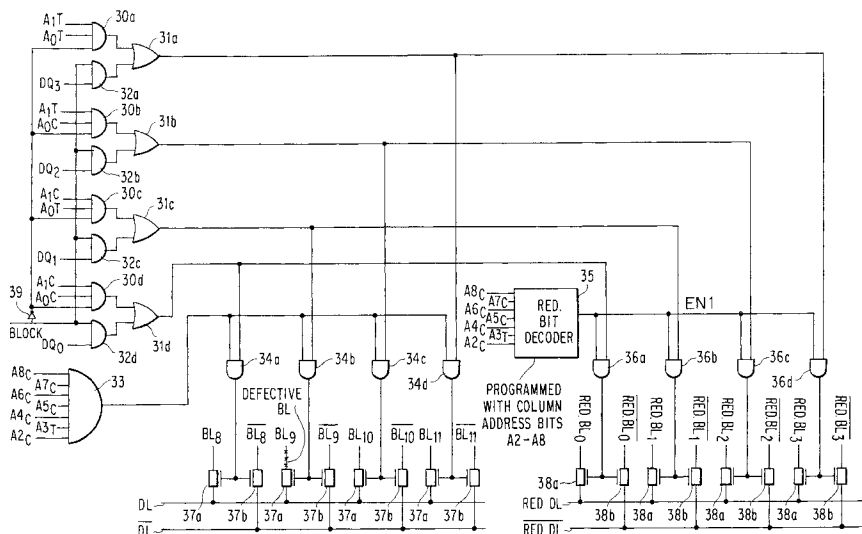 A1T
A0T
30a
31a
DQ3
32a
A1T
A0C
30b
31b
DQ2
32b
A1C
A0T
30c
31c
DQ1
32c
A1C
A0C
30d
39
BLOCK
DQ0
31d
32d
A8C
A7C
A6C
A5C
A4C
A3T
A2C
33
34a
34b
34c
34d
DEFECTIVE
BL
BL8
BL8
BL9
BL9
BL10
BL10
BL11
BL11
37a
37b
37a
37b
37a
37b
37a
37b
DL
DL
A8C
A7C
A6C
A5C
A4C
A3T
A2C
RED.
BIT
DECODER
35
EN1
PROGRAMMED
WITH COLUMN
ADDRESS BITS
A2-A8
36a
36b
36c
36d
RED.BL0
RED.BL0
RED.BL1
RED.BL1
RED.BL2
RED.BL2
RED.BL3
RED.BL3
38a
38b
38a
38b
38a
38b
38a
38b
RED DL
RED DL